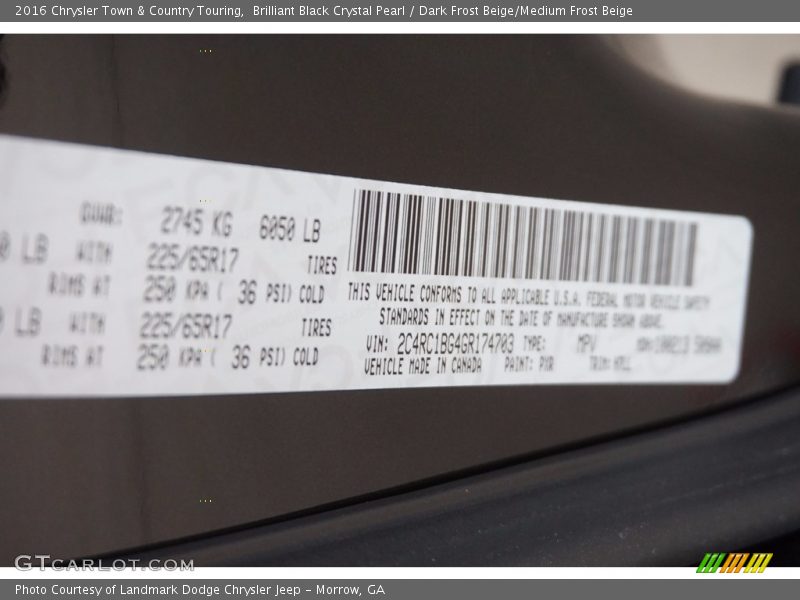 2016 Chrysler Town & Country Touring,  Brilliant Black Crystal Pearl / Dark Frost Beige/Medium Frost Beige
GVWR: 2745 KG 6050 LB
LB WITH 225/65R17 TIRES
RIMS AT 250 KPA ( 36 PSI) COLD
LB WITH 225/65R17 TIRES
RIMS AT 250 KPA ( 36 PSI) COLD
THIS VEHICLE CONFORMS TO ALL APPLICABLE U.S.A. FEDERAL MOTOR VEHICLE SAFETY
STANDARDS IN EFFECT ON THE DATE OF MANUFACTURE SHOWN ABOVE.
VIN: 2C4RC1BG4GR174703 TYPE: MPV
VEHICLE MADE IN CANADA PAINT: PXR TRIM:
GTCARLOT.COM
Photo Courtesy of Landmark Dodge Chrysler Jeep – Morrow, GA